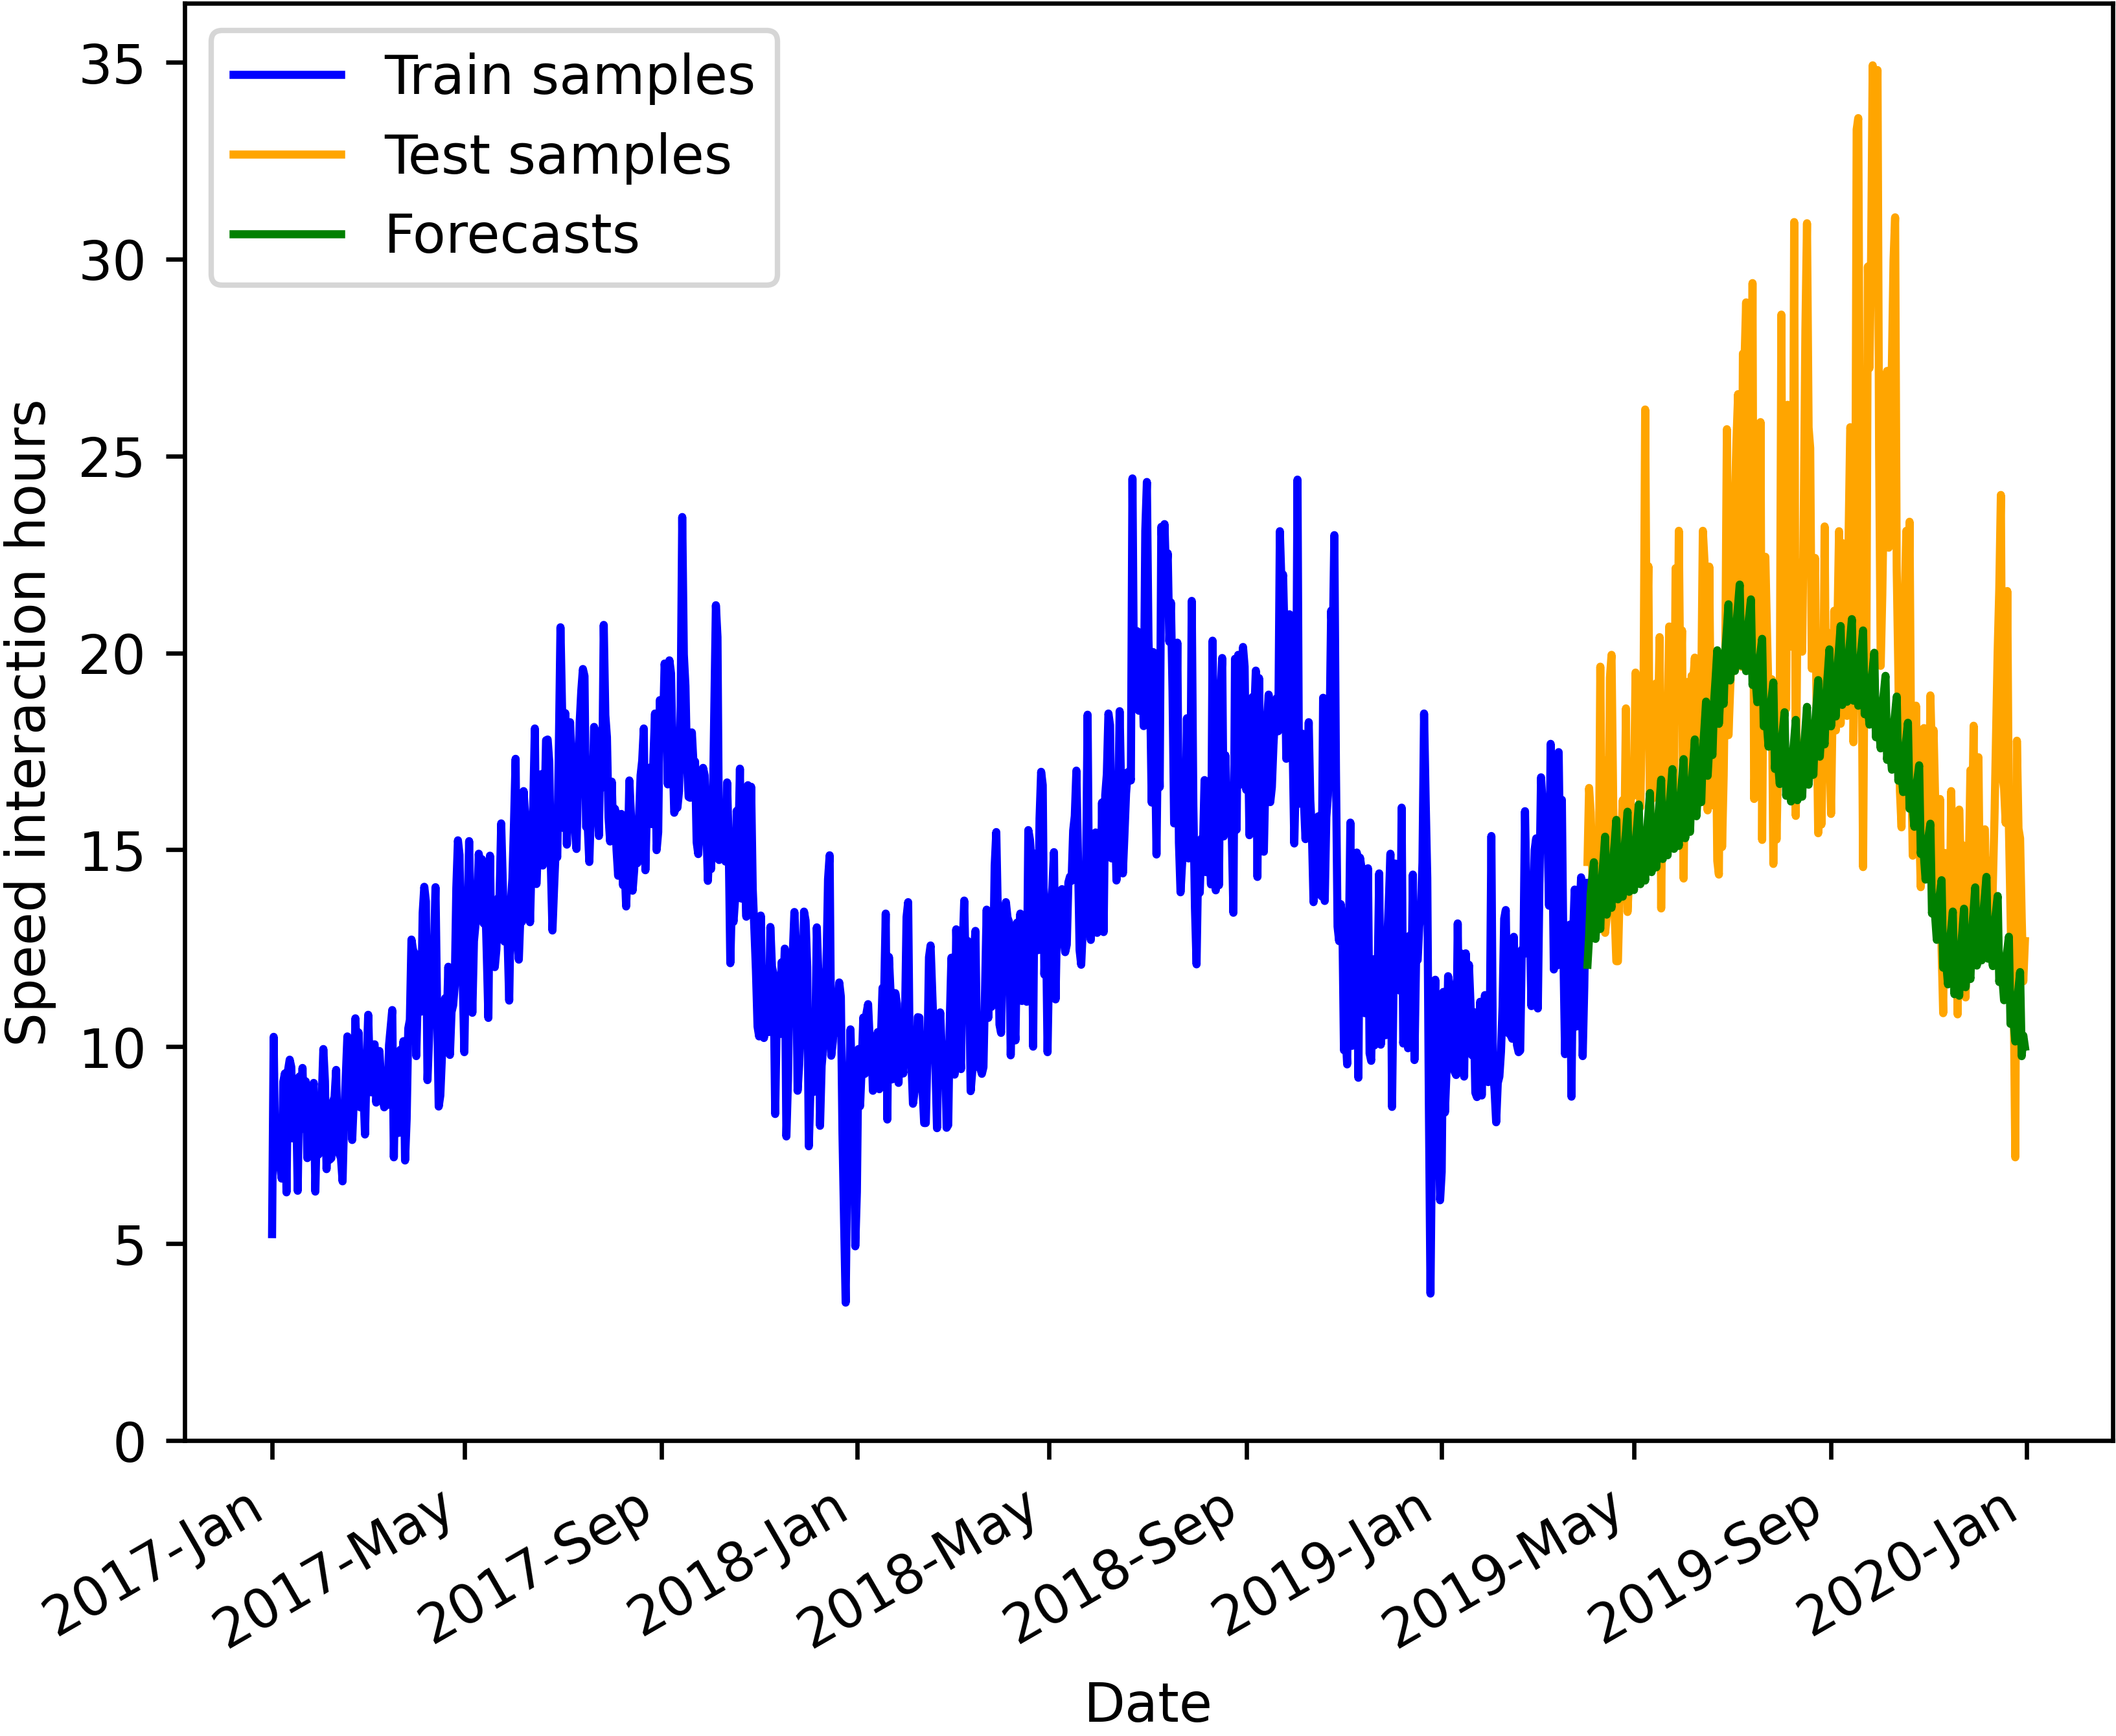 Train samples
Test samples
Forecasts
35
30
25
20
15
10
5
0
Speed interaction hours
2017-Jan
2017-May
2017-Sep
2018-Jan
2018-May
2018-Sep
2019-Jan
2019-May
2019-Sep
2020-Jan
Date